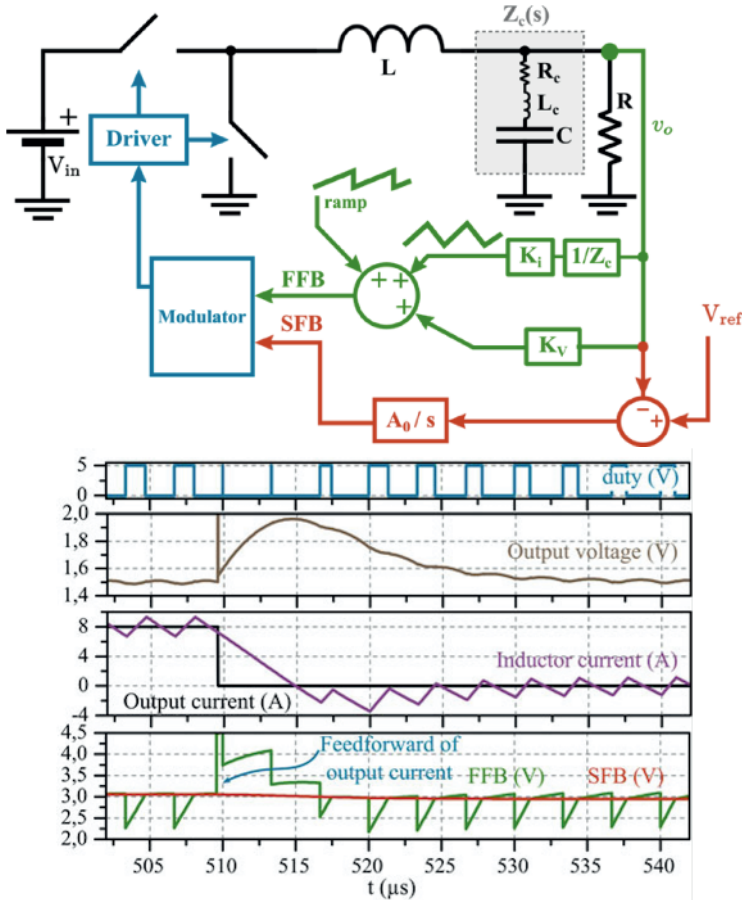 Z_c(s)
L
R_c
L_c
C
R
v_o
+
V_in
Driver
ramp
K_i
1/Z_c
+ +
+
FFB
Modulator
SFB
K_V
V_ref
A_0 / s
−
+
5
0
duty (V)
2,0
1,8
1,6
1,4
Output voltage (V)
8
4
0
-4
Inductor current (A)
Output current (A)
4,5
4,0
3,5
3,0
2,5
2,0
Feedforward of
output current
FFB (V)
SFB (V)
505 510 515 520 525 530 535 540
t (μs)